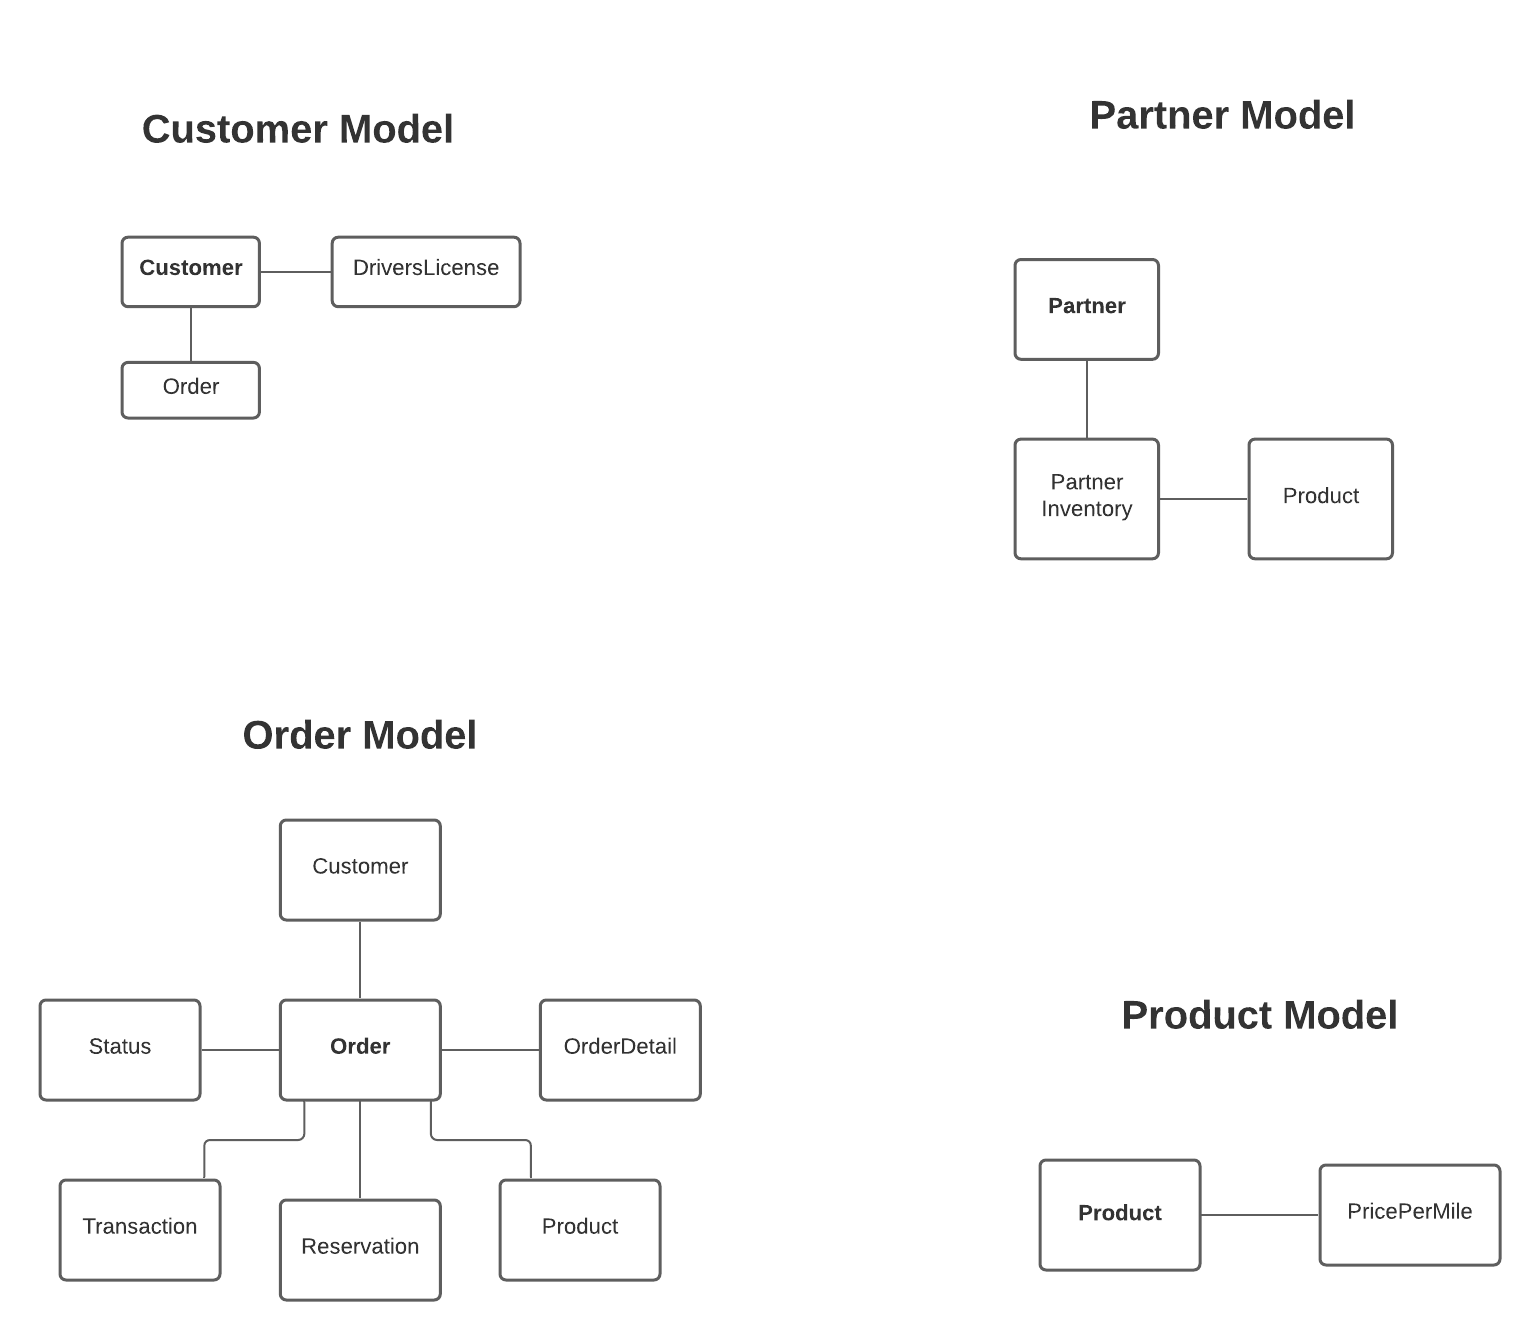 Customer Model
Customer
DriversLicense
Order
Partner Model
Partner
Partner
Inventory
Product
Order Model
Customer
Status
Order
OrderDetail
Transaction
Reservation
Product
Product Model
Product
PricePerMile